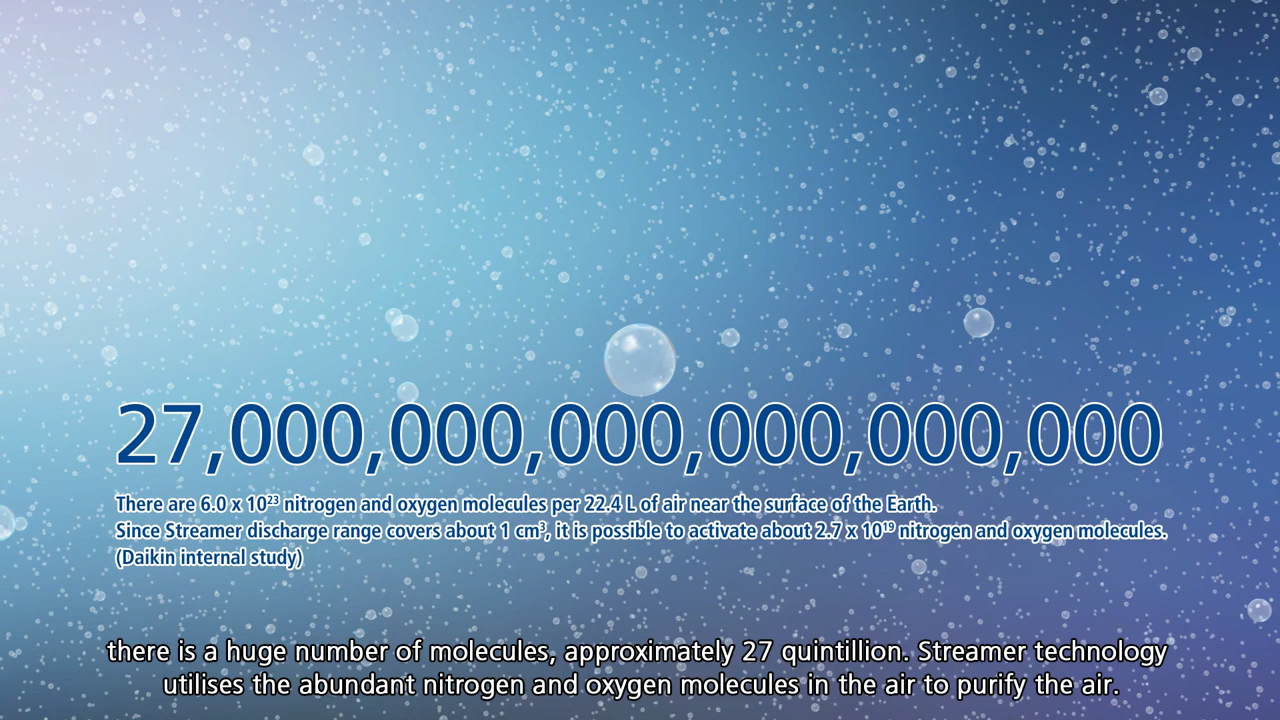 27,000,000,000,000,000,000
There are 6.0 x 10²³ nitrogen and oxygen molecules per 22.4 L of air near the surface of the Earth.
Since Streamer discharge range covers about 1 cm³, it is possible to activate about 2.7 x 10¹⁹ nitrogen and oxygen molecules.
(Daikin internal study)
there is a huge number of molecules, approximately 27 quintillion. Streamer technology
utilises the abundant nitrogen and oxygen molecules in the air to purify the air.